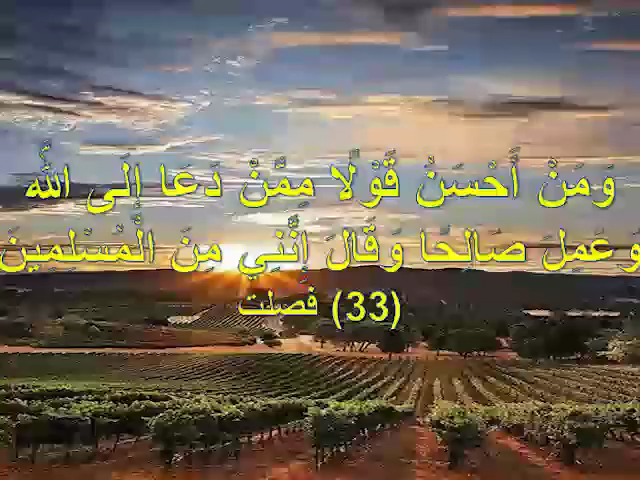 وَمَنْ أَحْسَنُ قَوْلًا مِمَّنْ دَعَا إِلَى اللَّهِ
وَعَمِلَ صَالِحًا وَقَالَ إِنَّنِي مِنَ الْمُسْلِمِينَ
(33) فصلت